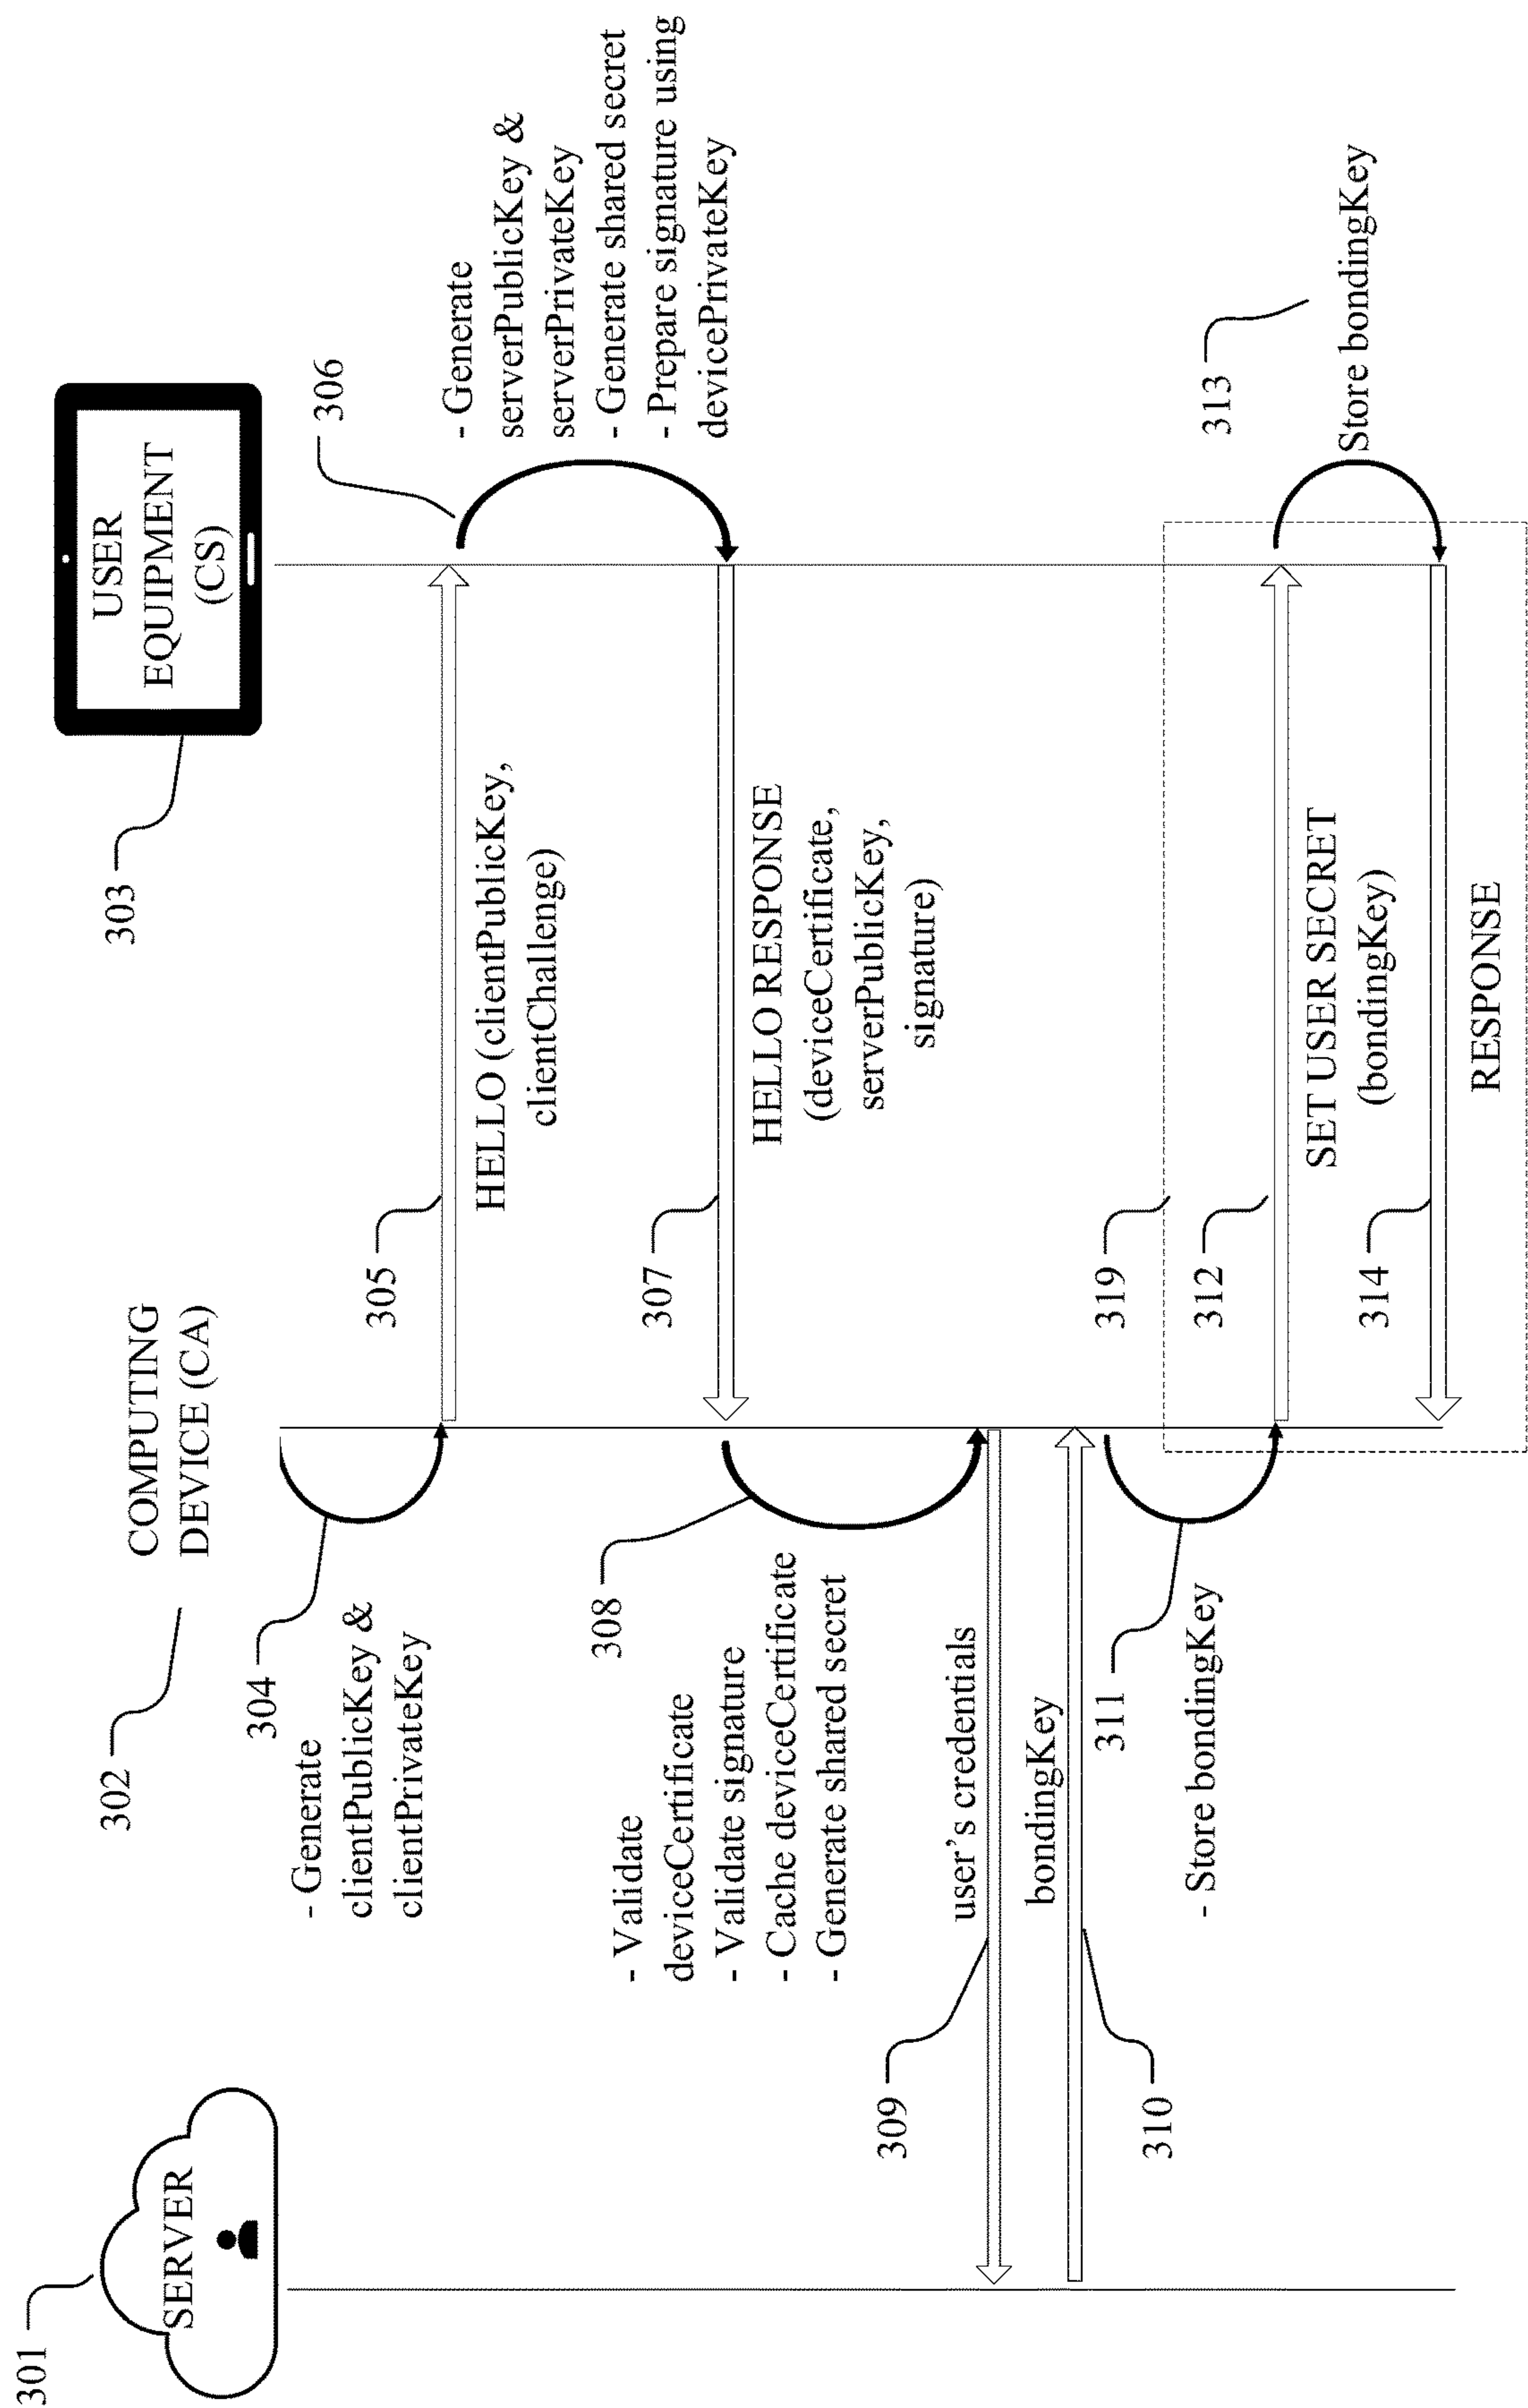 301
SERVER
302
COMPUTING
DEVICE (CA)
303
USER
EQUIPMENT
(CS)
304
- Generate
clientPublicKey &
clientPrivateKey
305
HELLO (clientPublicKey,
clientChallenge)
306
- Generate
serverPublicKey &
serverPrivateKey
- Generate shared secret
- Prepare signature using
devicePrivateKey
307
HELLO RESPONSE
(deviceCertificate,
serverPublicKey,
signature)
308
- Validate
deviceCertificate
- Validate signature
- Cache deviceCertificate
- Generate shared secret
309
user's credentials
bondingKey
310
311
- Store bondingKey
319
312
SET USER SECRET
(bondingKey)
313
Store bondingKey
314
RESPONSE